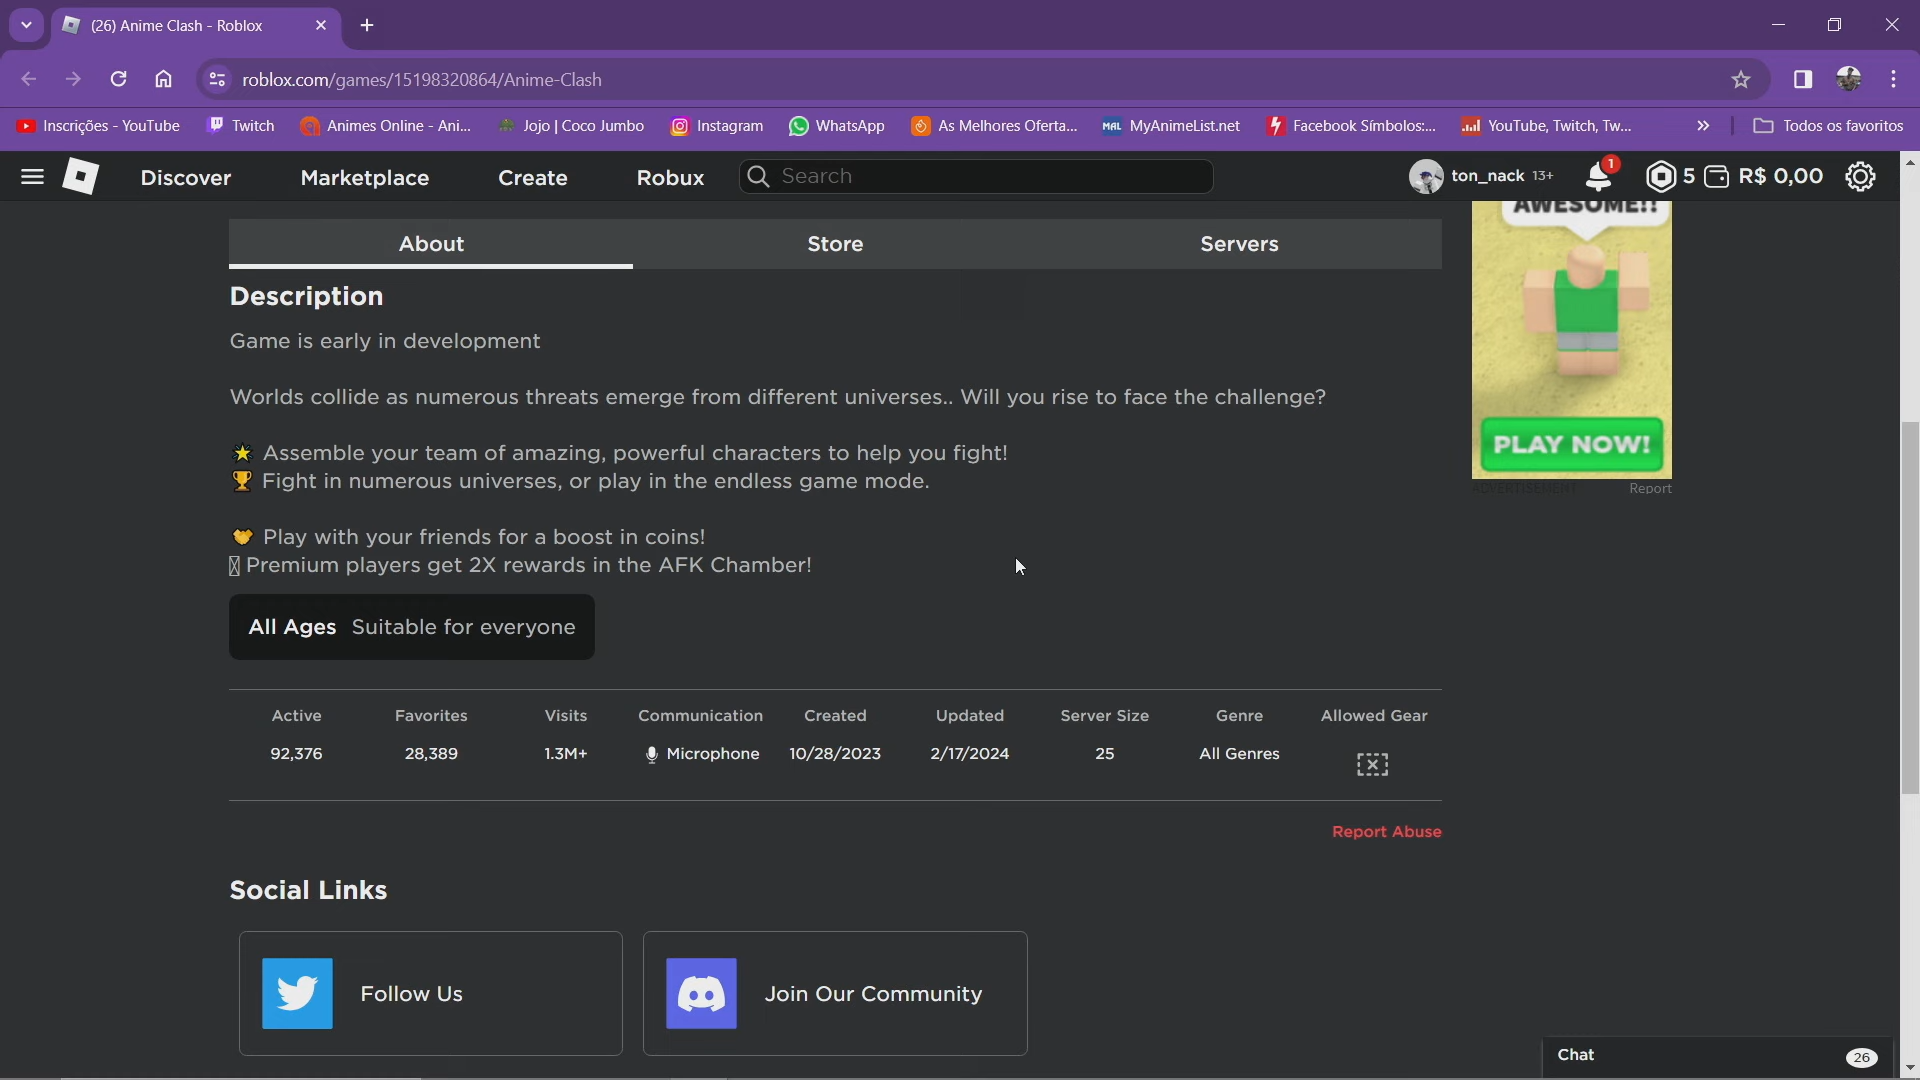 (26) Anime Clash - Roblox
roblox.com/games/15198320864/Anime-Clash
Inscrições - YouTube
Twitch
Animes Online - Ani...
Jojo | Coco Jumbo
Instagram
WhatsApp
As Melhores Oferta...
MAL
MyAnimeList.net
Facebook Símbolos:...
YouTube, Twitch, Tw...
Todos os favoritos
Discover
Marketplace
Create
Robux
Search
ton_nack 13+
1
5
R$ 0,00
AWESOME!!
PLAY NOW!
ADVERTISEMENT
Report
About
Store
Servers
Description
Game is early in development
Worlds collide as numerous threats emerge from different universes.. Will you rise to face the challenge?
🌟 Assemble your team of amazing, powerful characters to help you fight!
🏆 Fight in numerous universes, or play in the endless game mode.
🤝 Play with your friends for a boost in coins!
Premium players get 2X rewards in the AFK Chamber!
All Ages Suitable for everyone
Active Favorites Visits Communication Created Updated Server Size Genre Allowed Gear
92,376 28,389 1.3M+ Microphone 10/28/2023 2/17/2024 25 All Genres
Report Abuse
Social Links
Follow Us
Join Our Community
Chat
26